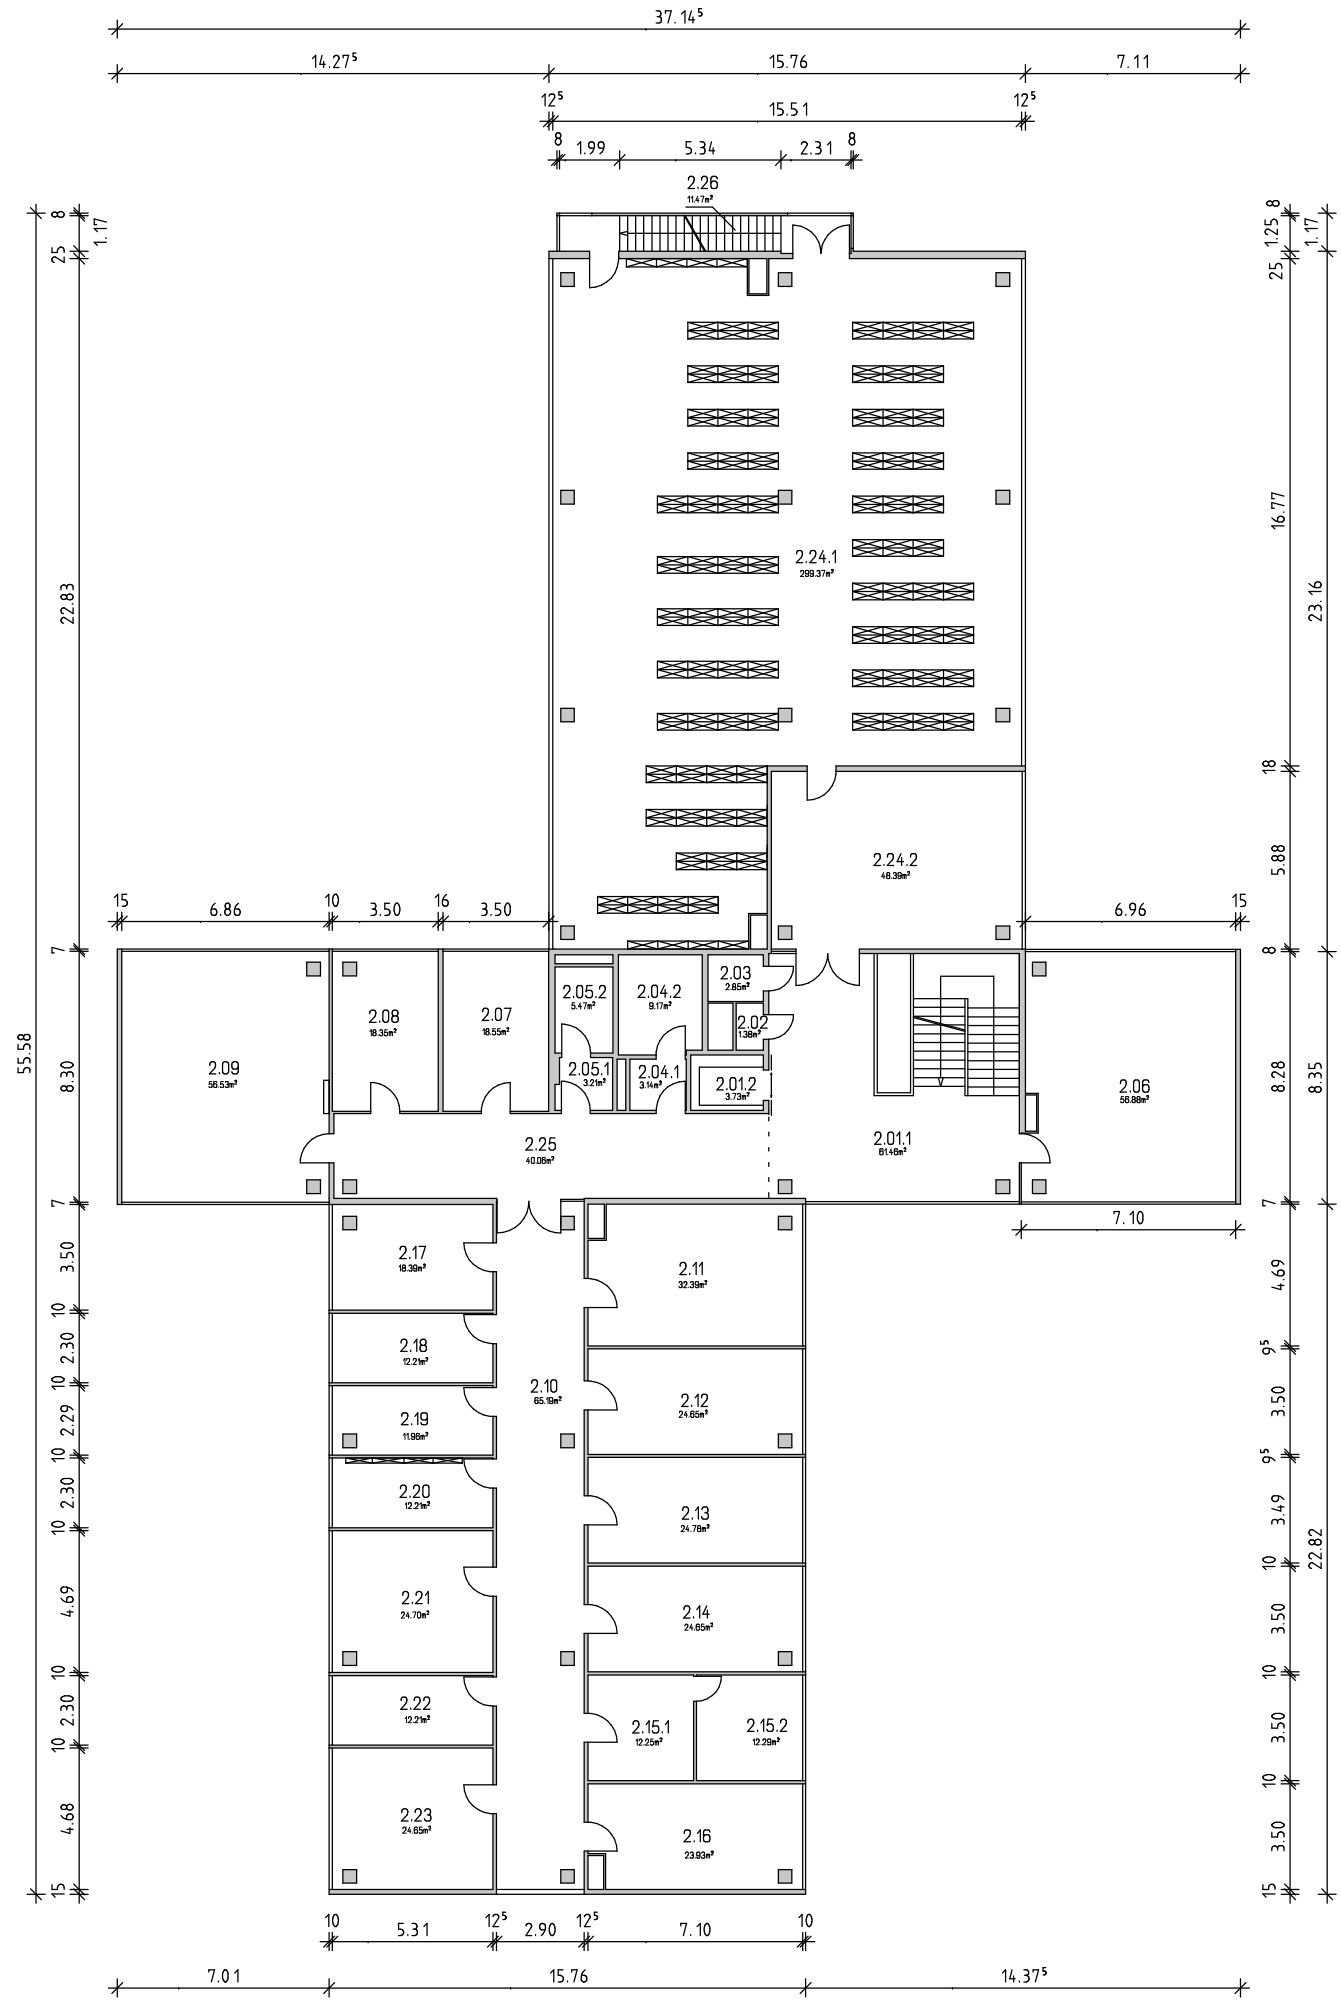 37.14⁵
14.27⁵ 15.76 7.11
12⁵ 15.51 12⁵
8 1.99 5.34 2.31 8
2.26
11.47m²
8
1.17
25
22.83
55.58
8
1.25
25
1.17
16.77
23.16
18
5.88
2.24.1
299.37m²
2.24.2
48.39m²
15 6.86 10 3.50 16 3.50
6.96 15
7
8.30
7
8
8.28
8.35
7
2.09
56.53m²
2.08
18.35m²
2.07
18.55m²
2.05.2
5.47m²
2.04.2
9.17m²
2.03
2.85m²
2.02
1.38m²
2.05.1
3.21m²
2.04.1
3.14m²
2.01.2
3.73m²
2.06
56.88m²
2.25
40.06m²
2.01.1
61.46m²
7.10
3.50
10
2.30
10
2.29
10
2.30
10
4.69
10
2.30
10
4.68
15
2.17
18.39m²
2.18
12.21m²
2.19
11.96m²
2.20
12.21m²
2.21
24.70m²
2.22
12.21m²
2.23
24.65m²
2.10
65.19m²
2.11
32.39m²
2.12
24.65m²
2.13
24.78m²
2.14
24.65m²
2.15.1
12.25m²
2.15.2
12.29m²
2.16
23.93m²
4.69
9⁵
3.50
9⁵
3.49
10
3.50
10
3.50
10
3.50
15
22.82
10 5.31 12⁵ 2.90 12⁵ 7.10 10
7.01 15.76 14.37⁵